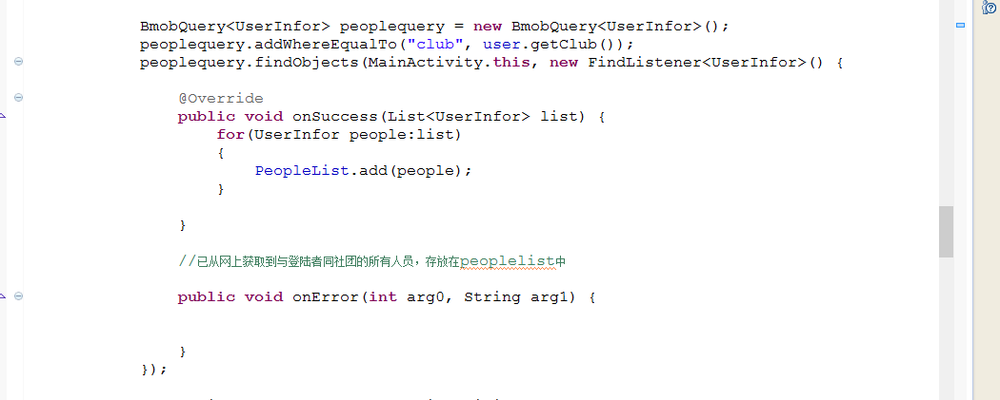 BmobQuery<UserInfor> peoplequery = new BmobQuery<UserInfor>();
peoplequery.addWhereEqualTo("club", user.getClub());
peoplequery.findObjects(MainActivity.this, new FindListener<UserInfor>() {
@Override
public void onSuccess(List<UserInfor> list) {
for(UserInfor people:list)
{
PeopleList.add(people);
}
}
//已从网上获取到与登陆者同社团的所有人员，存放在peoplelist中
public void onError(int arg0, String arg1) {
}
});